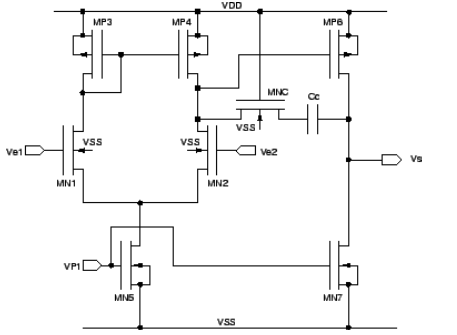 VDD
MP3 MP4 MP6
MNC Cc
VSS VSS VSS
Ve1 Ve2 Vs
MN1 MN2
VP1
MN5 MN7
VSS